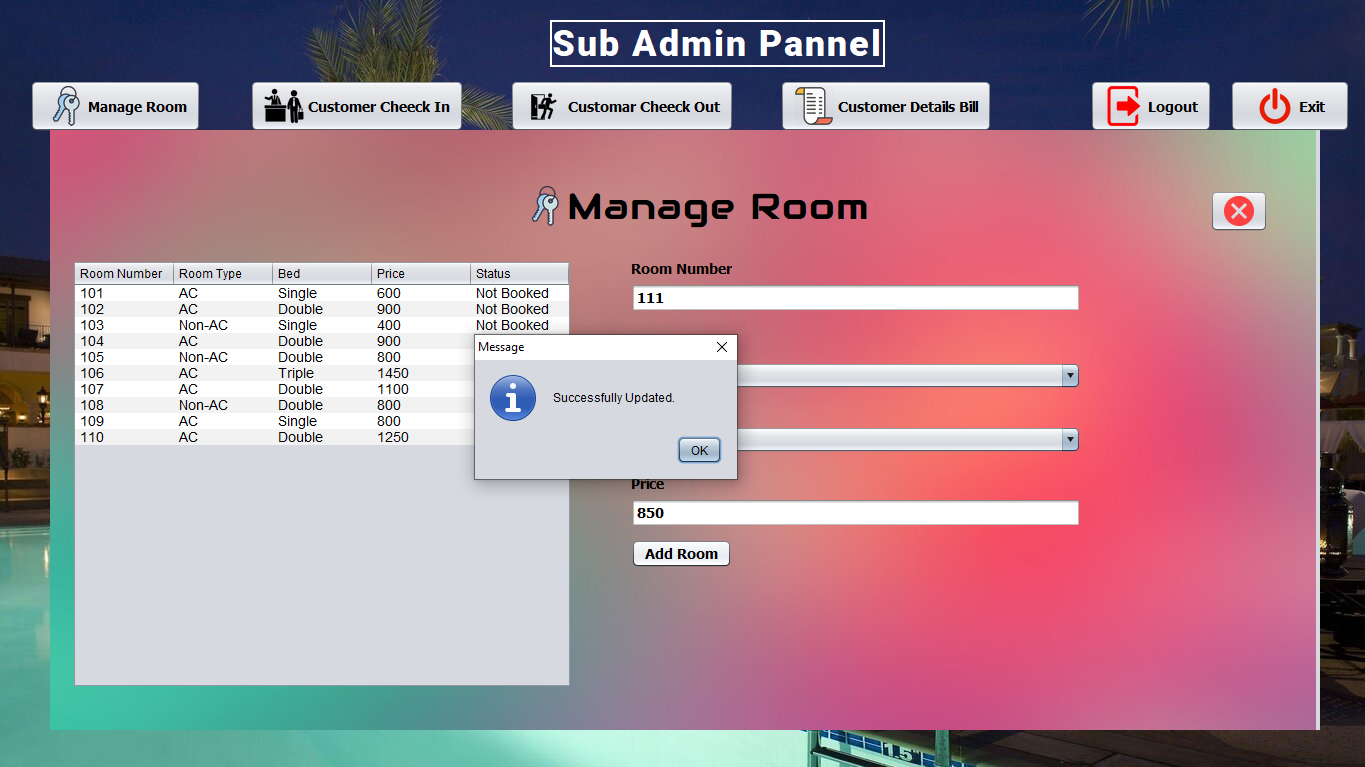 Sub Admin Pannel
Manage Room Customer Cheeck In Customar Cheeck Out Customer Details Bill Logout Exit
Manage Room
Room Number Room Type Bed Price Status
101 AC Single 600 Not Booked
102 AC Double 900 Not Booked
103 Non-AC Single 400 Not Booked
104 AC Double 900
105 Non-AC Double 800
106 AC Triple 1450
107 AC Double 1100
108 Non-AC Double 800
109 AC Single 800
110 AC Double 1250
Room Number
111
Message
Successfully Updated.
OK
Price
850
Add Room
1.5